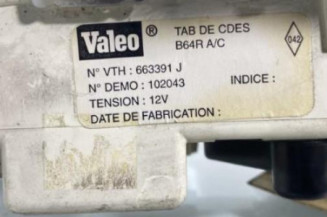 Valeo ® TAB DE CDES
B64R A/C
042
N° VTH : 663391 J
N° DEMO : 102043 INDICE :
TENSION : 12V
DATE DE FABRICATION :